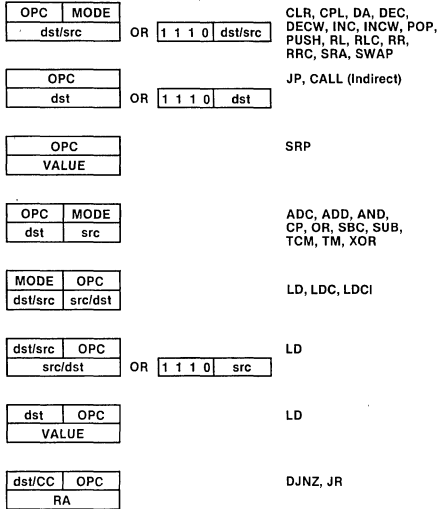 OPC MODE
dst/src OR 1 1 1 0 dst/src
CLR, CPL, DA, DEC,
DECW, INC, INCW, POP,
PUSH, RL, RLC, RR,
RRC, SRA, SWAP
OPC
dst OR 1 1 1 0 dst
JP, CALL (Indirect)
OPC
VALUE
SRP
OPC MODE
dst src
ADC, ADD, AND,
CP, OR, SBC, SUB,
TCM, TM, XOR
MODE OPC
dst/src src/dst
LD, LDC, LDCI
dst/src OPC
src/dst OR 1 1 1 0 src
LD
dst OPC
VALUE
LD
dst/CC OPC
RA
DJNZ, JR